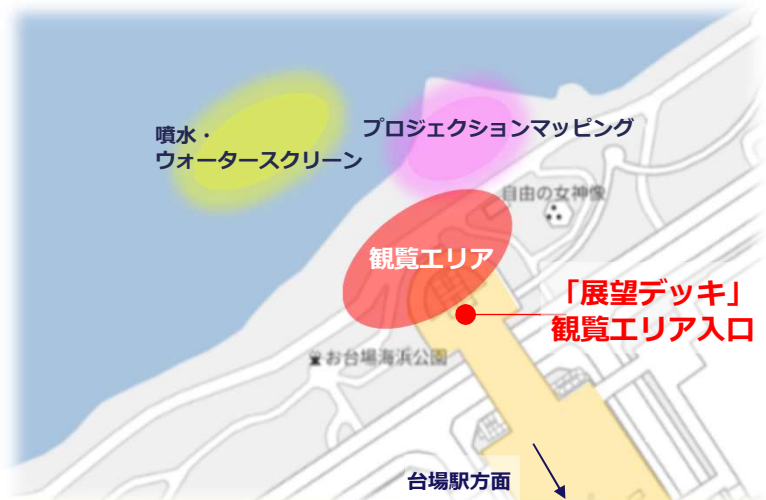 噴水・
ウォータースクリーン
プロジェクションマッピング
自由の女神像
観覧エリア
「展望デッキ」
観覧エリア入口
お台場海浜公園
台場駅方面